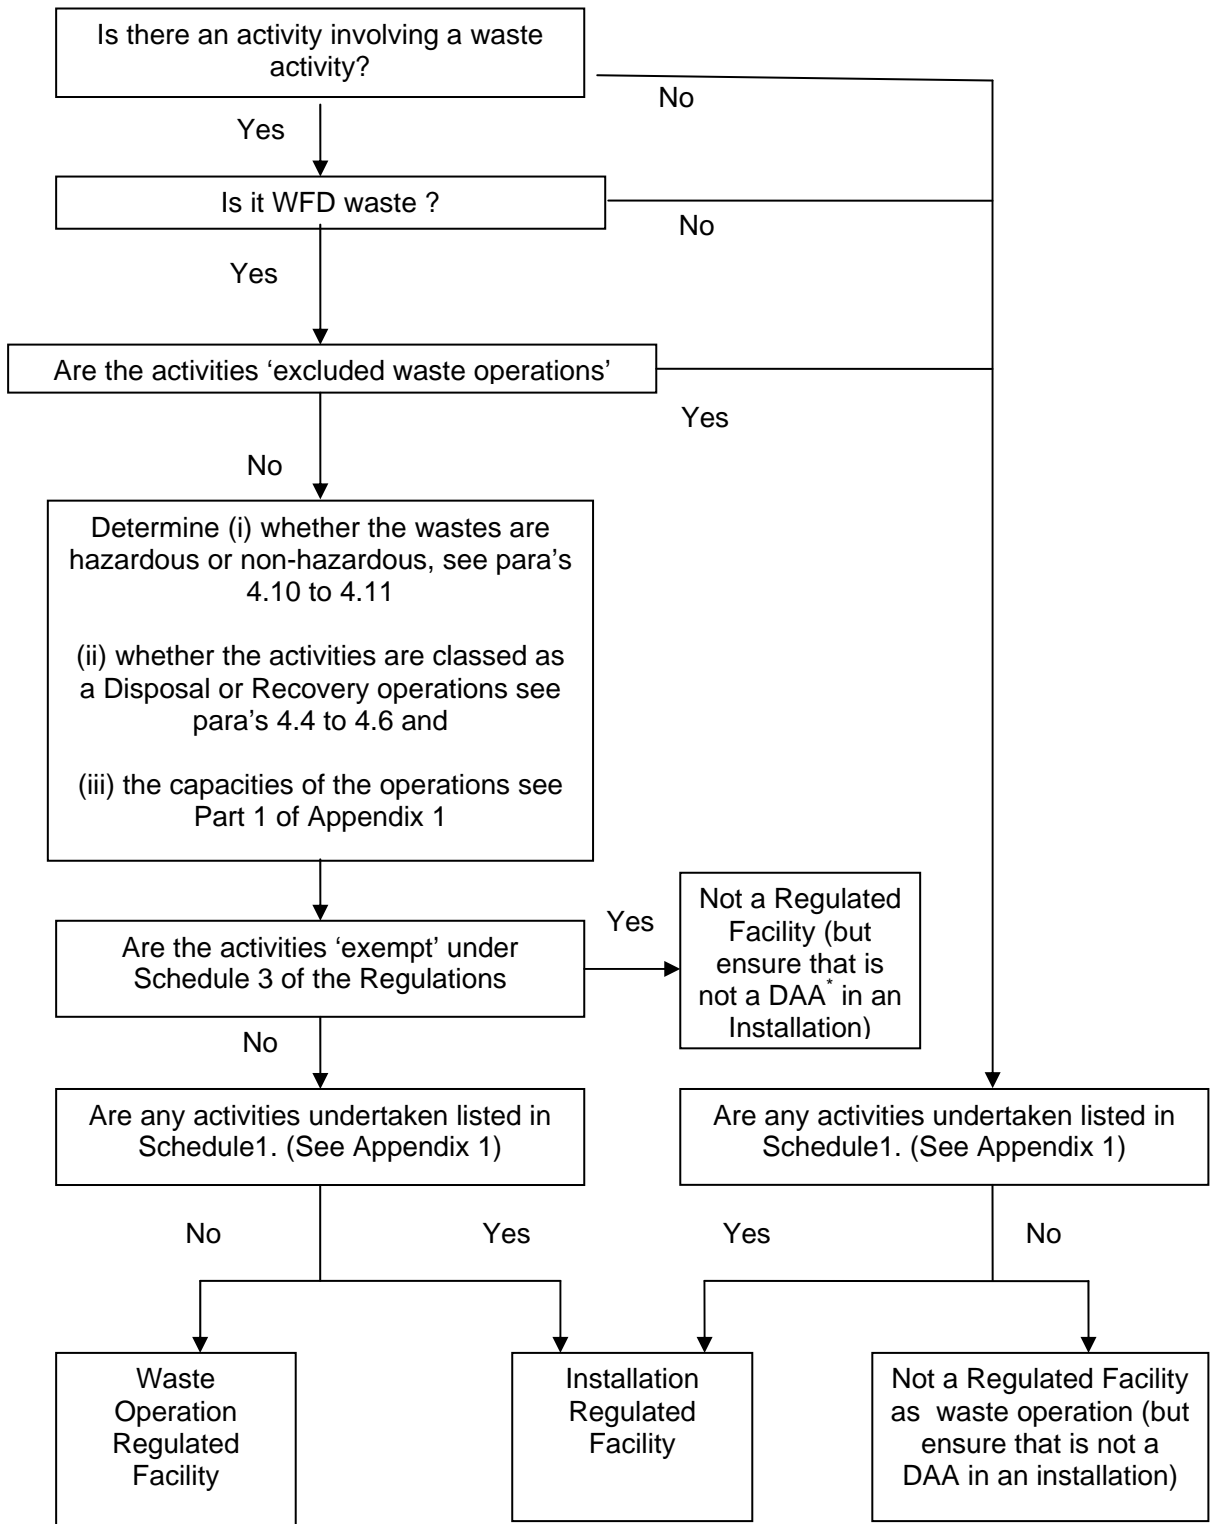 Is there an activity involving a waste
activity?
No
Yes
Is it WFD waste ?
No
Yes
Are the activities ‘excluded waste operations’
Yes
No
Determine (i) whether the wastes are
hazardous or non-hazardous, see para’s
4.10 to 4.11
(ii) whether the activities are classed as
a Disposal or Recovery operations see
para’s 4.4 to 4.6 and
(iii) the capacities of the operations see
Part 1 of Appendix 1
Are the activities ‘exempt’ under
Schedule 3 of the Regulations
Yes
Not a Regulated
Facility (but
ensure that is
not a DAA* in an
Installation)
No
Are any activities undertaken listed in
Schedule1. (See Appendix 1)
Are any activities undertaken listed in
Schedule1. (See Appendix 1)
No
Yes
Yes
No
Waste
Operation
Regulated
Facility
Installation
Regulated
Facility
Not a Regulated Facility
as waste operation (but
ensure that is not a
DAA in an installation)